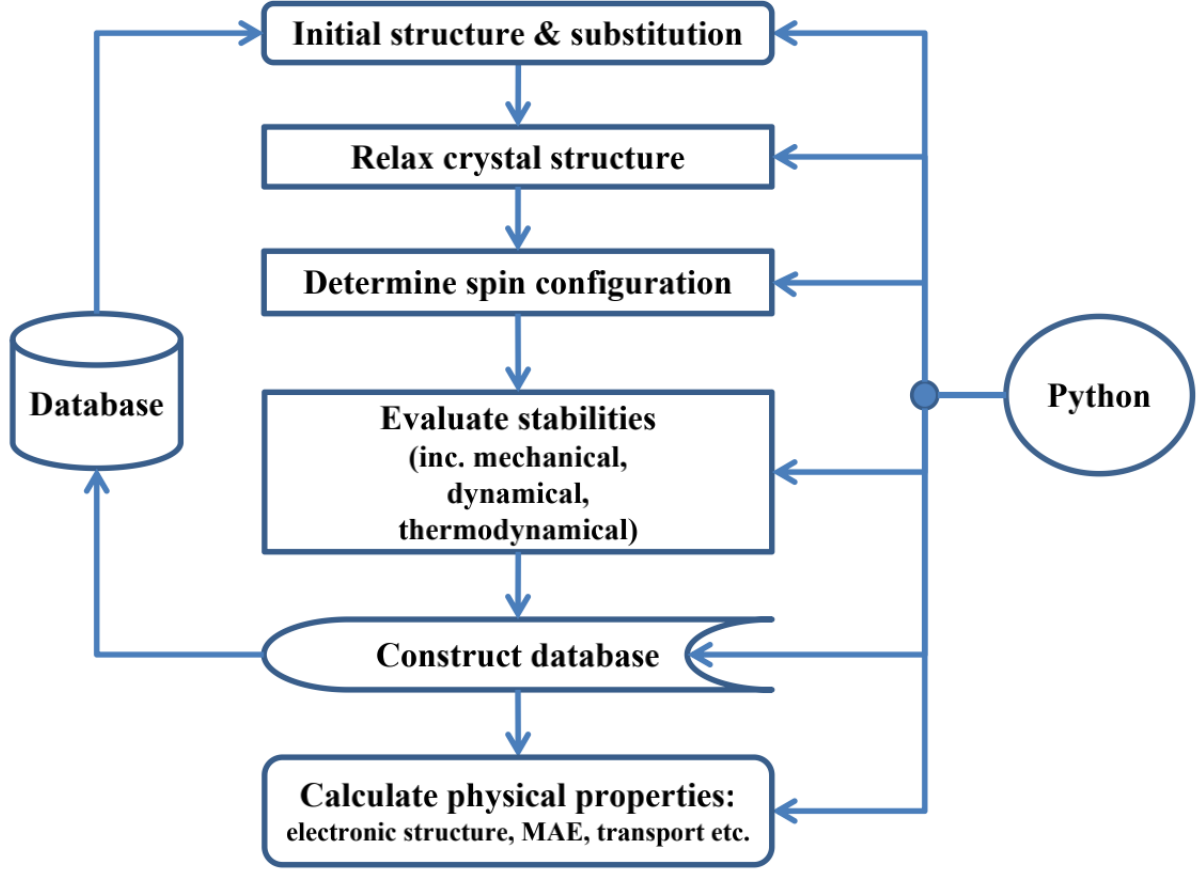 Initial structure & substitution
Relax crystal structure
Determine spin configuration
Database
Evaluate stabilities
(inc. mechanical,
dynamical,
thermodynamical)
Python
Construct database
Calculate physical properties:
electronic structure, MAE, transport etc.